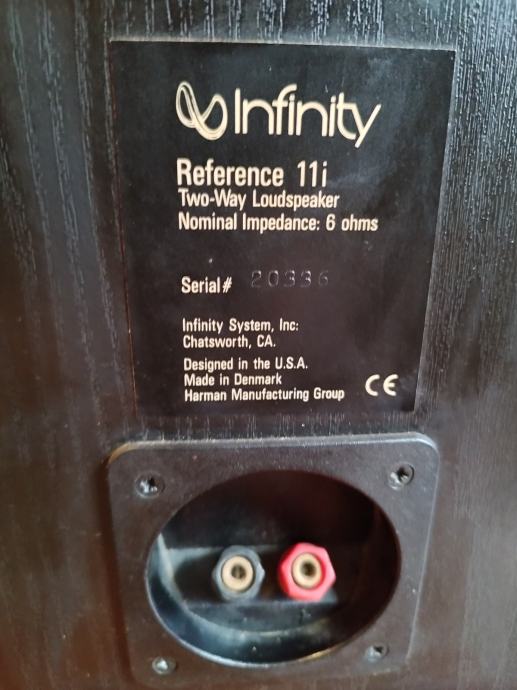 Infinity
Reference 11i
Two-Way Loudspeaker
Nominal Impedance: 6 ohms
Serial# 20336
Infinity System, Inc:
Chatsworth, CA.
Designed in the U.S.A.
Made in Denmark
Harman Manufacturing Group CE